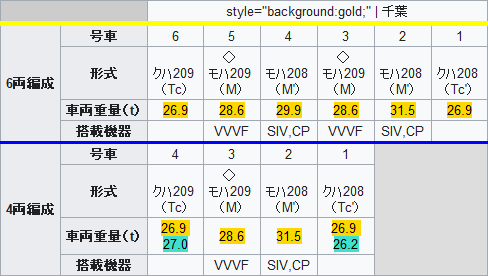 style="background:gold;" | 千葉
6両編成
号車 6 5 4 3 2 1
形式 クハ209 (Tc) ◇ モハ209 (M) モハ208 (M') ◇ モハ209 (M) モハ208 (M') クハ208 (Tc')
車両重量(t) 26.9 28.6 29.9 28.6 31.5 26.9
搭載機器 VVVF SIV,CP VVVF SIV,CP
4両編成
号車 4 3 2 1
形式 クハ209 (Tc) ◇ モハ209 (M) モハ208 (M') クハ208 (Tc')
車両重量(t) 26.9 27.0 28.6 31.5 26.9 26.2
搭載機器 VVVF SIV,CP